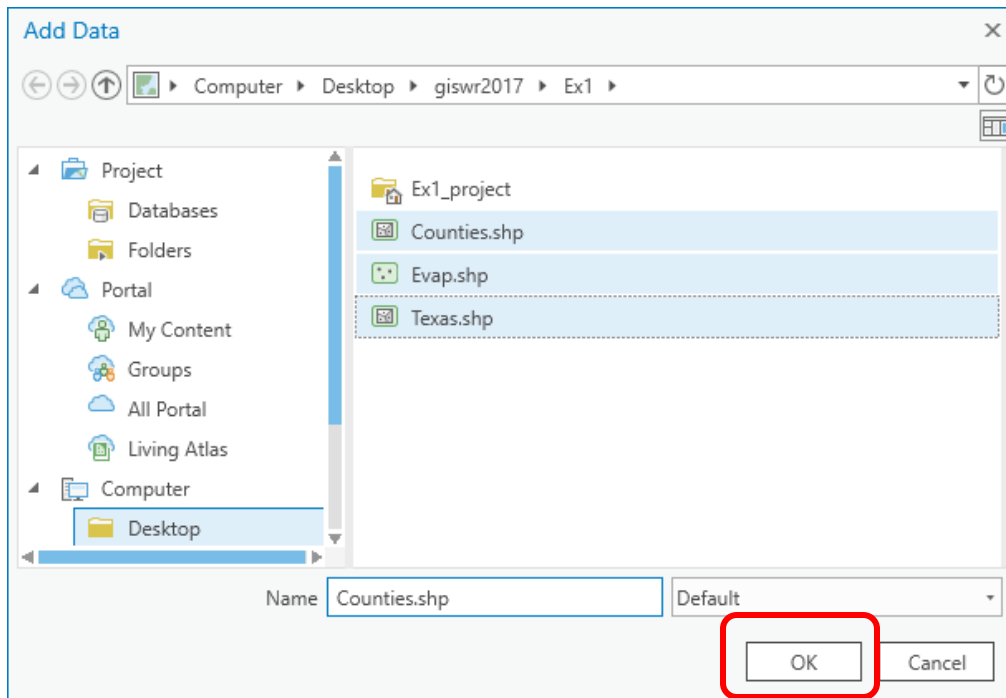 Add Data
Computer Desktop giswr2017 Ex1
Project
Databases
Folders
Portal
My Content
Groups
All Portal
Living Atlas
Computer
Desktop
Ex1_project
Counties.shp
Evap.shp
Texas.shp
Name Counties.shp Default
OK Cancel